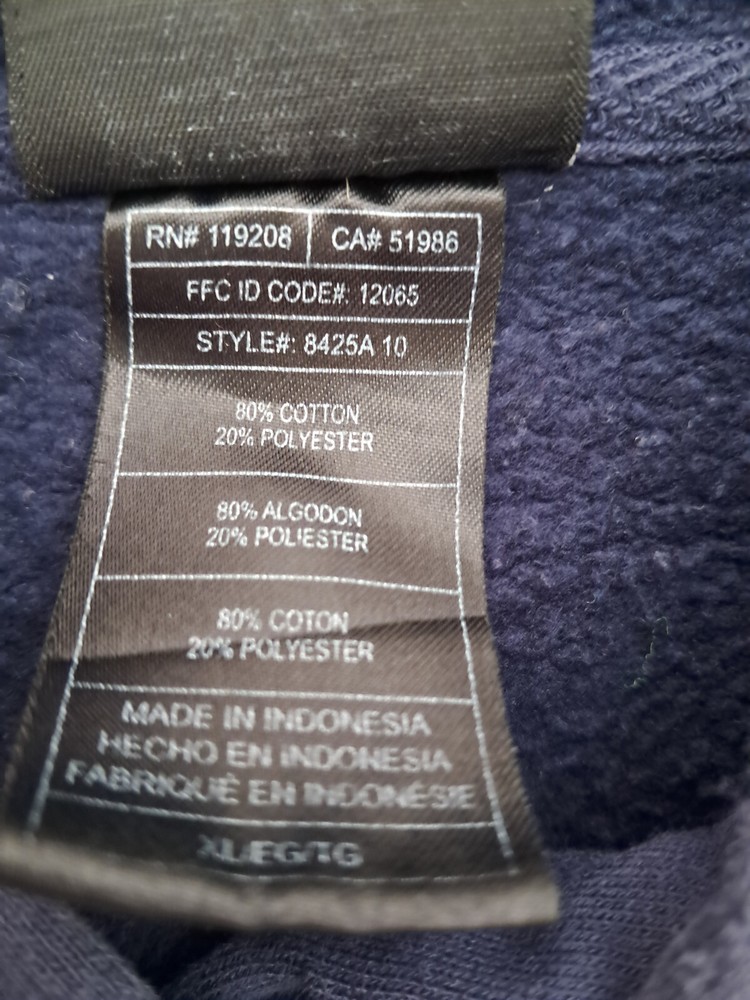 RN# 119208 CA# 51986
FFC ID CODE#: 12065
STYLE#: 8425A 10
80% COTTON
20% POLYESTER
80% ALGODON
20% POLIESTER
80% COTON
20% POLYESTER
MADE IN INDONESIA
HECHO EN INDONESIA
FABRIQUÉ EN INDONÉSIE
XL/EG/TG